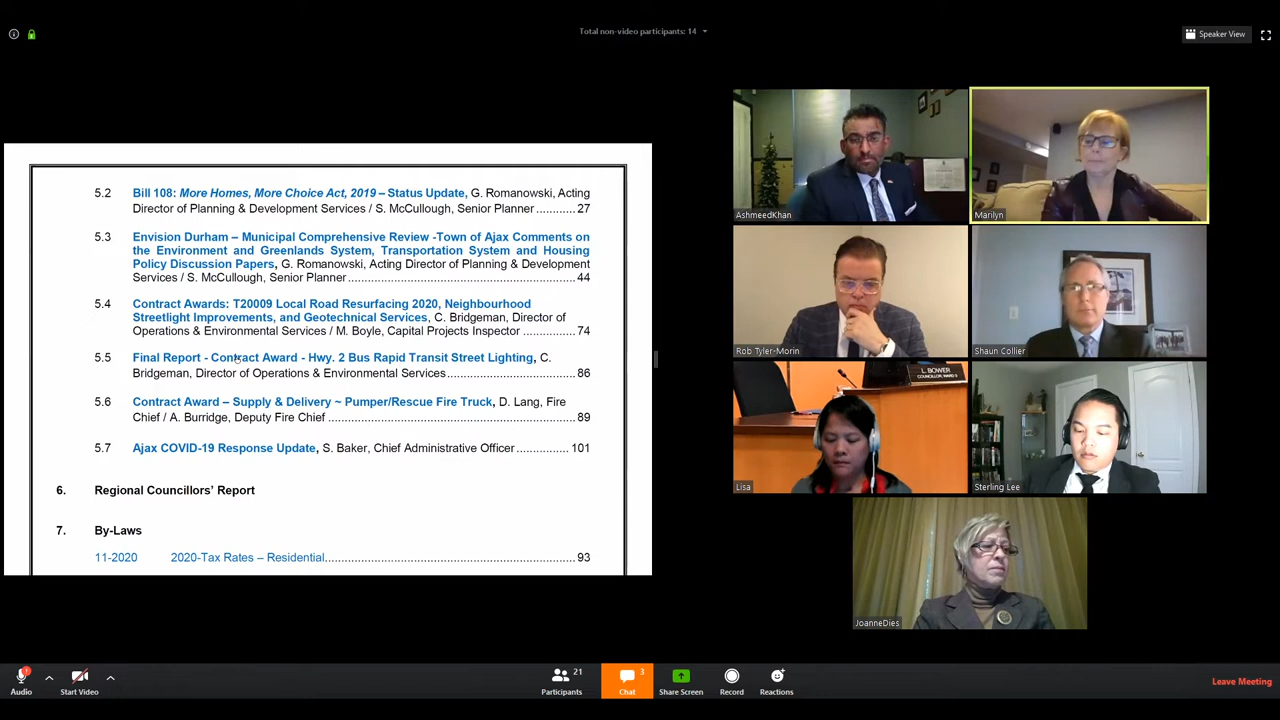 Total non-video participants: 14
Speaker View
5.2 Bill 108: More Homes, More Choice Act, 2019 – Status Update, G. Romanowski, Acting
Director of Planning & Development Services / S. McCullough, Senior Planner ............ 27
5.3 Envision Durham – Municipal Comprehensive Review -Town of Ajax Comments on
the Environment and Greenlands System, Transportation System and Housing
Policy Discussion Papers, G. Romanowski, Acting Director of Planning & Development
Services / S. McCullough, Senior Planner ............ 44
5.4 Contract Awards: T20009 Local Road Resurfacing 2020, Neighbourhood
Streetlight Improvements, and Geotechnical Services, C. Bridgeman, Director of
Operations & Environmental Services / M. Boyle, Capital Projects Inspector ............ 74
5.5 Final Report - Contract Award - Hwy. 2 Bus Rapid Transit Street Lighting, C.
Bridgeman, Director of Operations & Environmental Services ............ 86
5.6 Contract Award – Supply & Delivery ~ Pumper/Rescue Fire Truck, D. Lang, Fire
Chief / A. Burridge, Deputy Fire Chief ............ 89
5.7 Ajax COVID-19 Response Update, S. Baker, Chief Administrative Officer ............ 101
6. Regional Councillors' Report
7. By-Laws
11-2020 2020-Tax Rates – Residential ............ 93
AshmeedKhan
Marilyn
Rob Tyler-Morin
Shaun Collier
L. BOWER
COUNCILLOR, WARD 3
Lisa
Sterling Lee
JoanneDies
Audio
Start Video
21
Participants
3
Chat
Share Screen
Record
Reactions
Leave Meeting